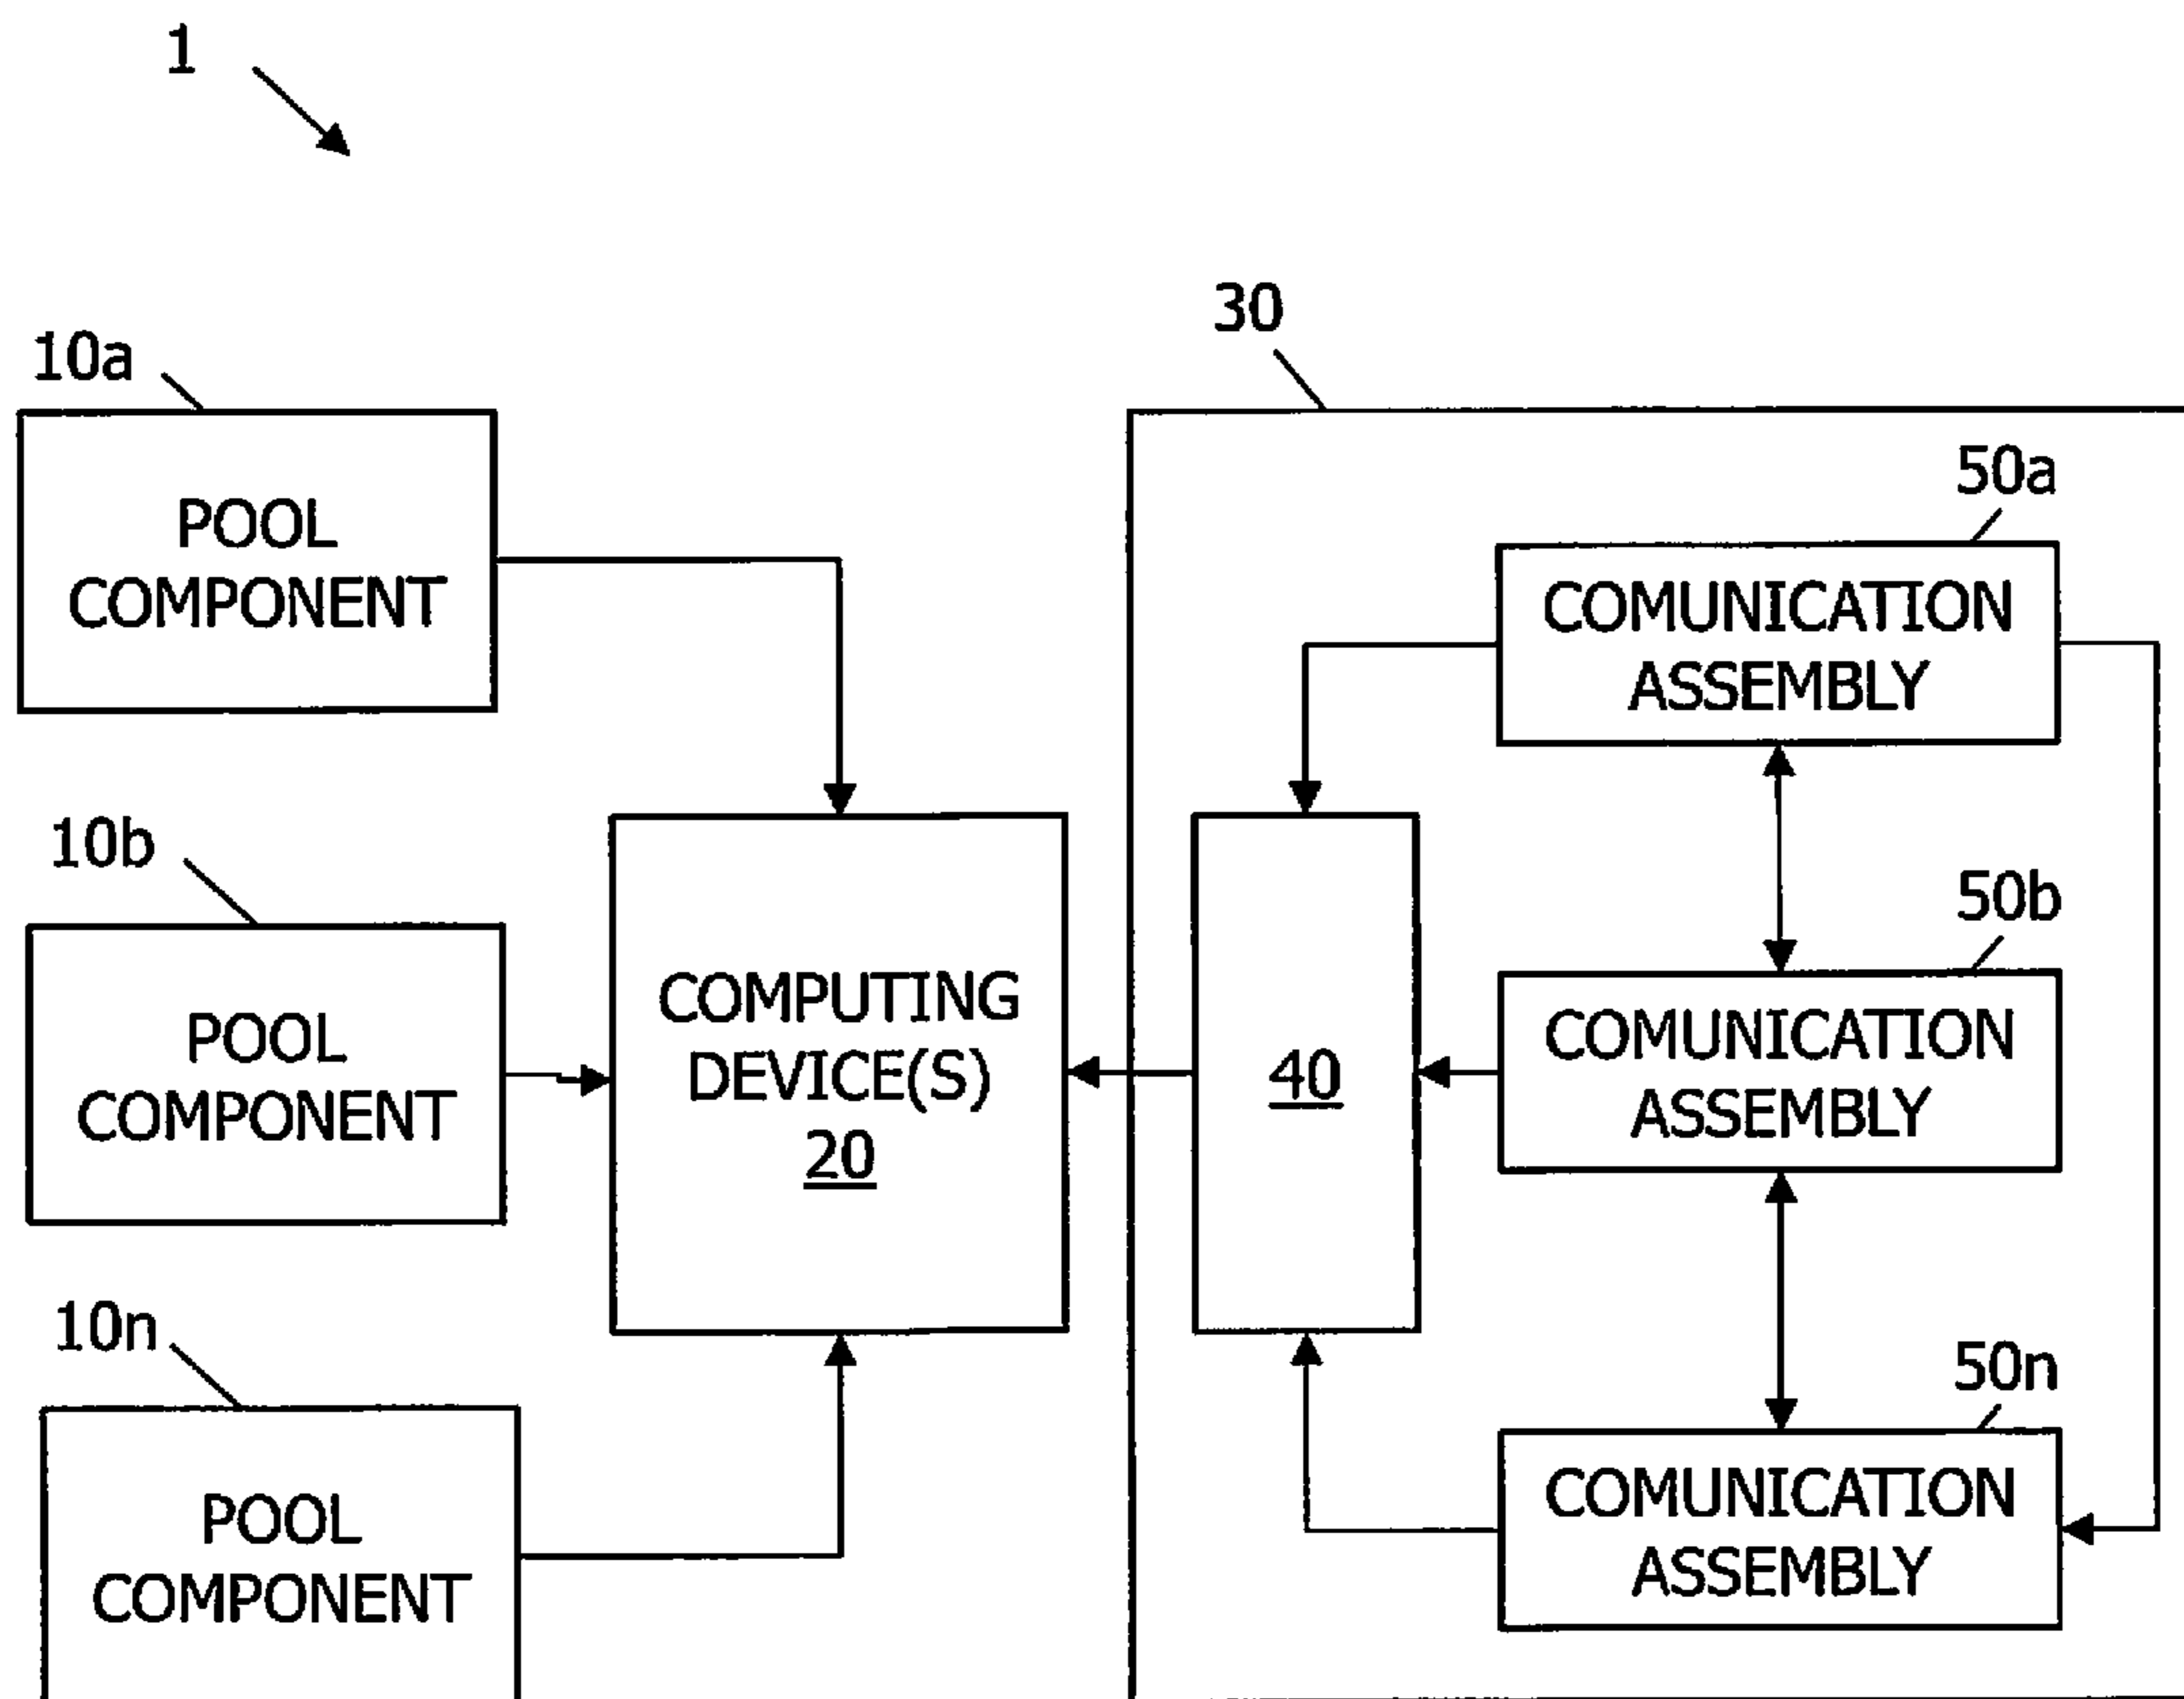 1
30
10a
50a
POOL
COMPONENT
COMUNICATION
ASSEMBLY
10b
50b
POOL
COMPONENT
COMPUTING
DEVICE(S)
20
40
COMUNICATION
ASSEMBLY
10n
50n
POOL
COMPONENT
COMUNICATION
ASSEMBLY